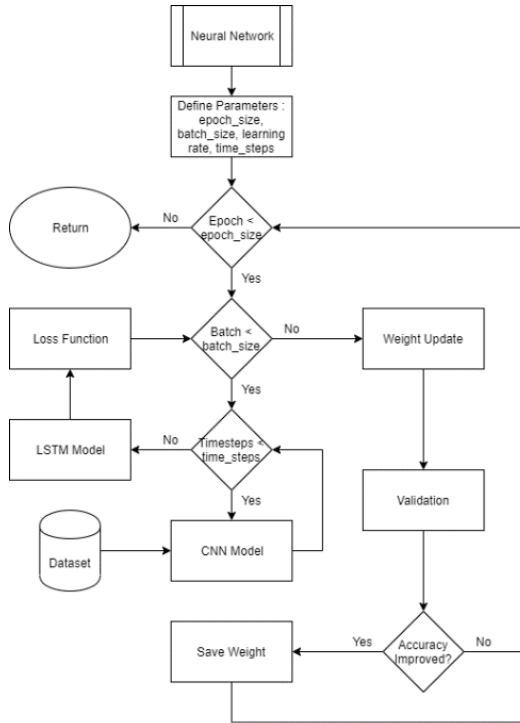 Neural Network
Define Parameters :
epoch_size,
batch_size, learning
rate, time_steps
No
Epoch <
epoch_size
Return
Yes
Loss Function
Batch <
batch_size
No
Weight Update
Yes
LSTM Model
No
Timesteps <
time_steps
Yes
Validation
Dataset
CNN Model
Save Weight
Yes
Accuracy
Improved?
No